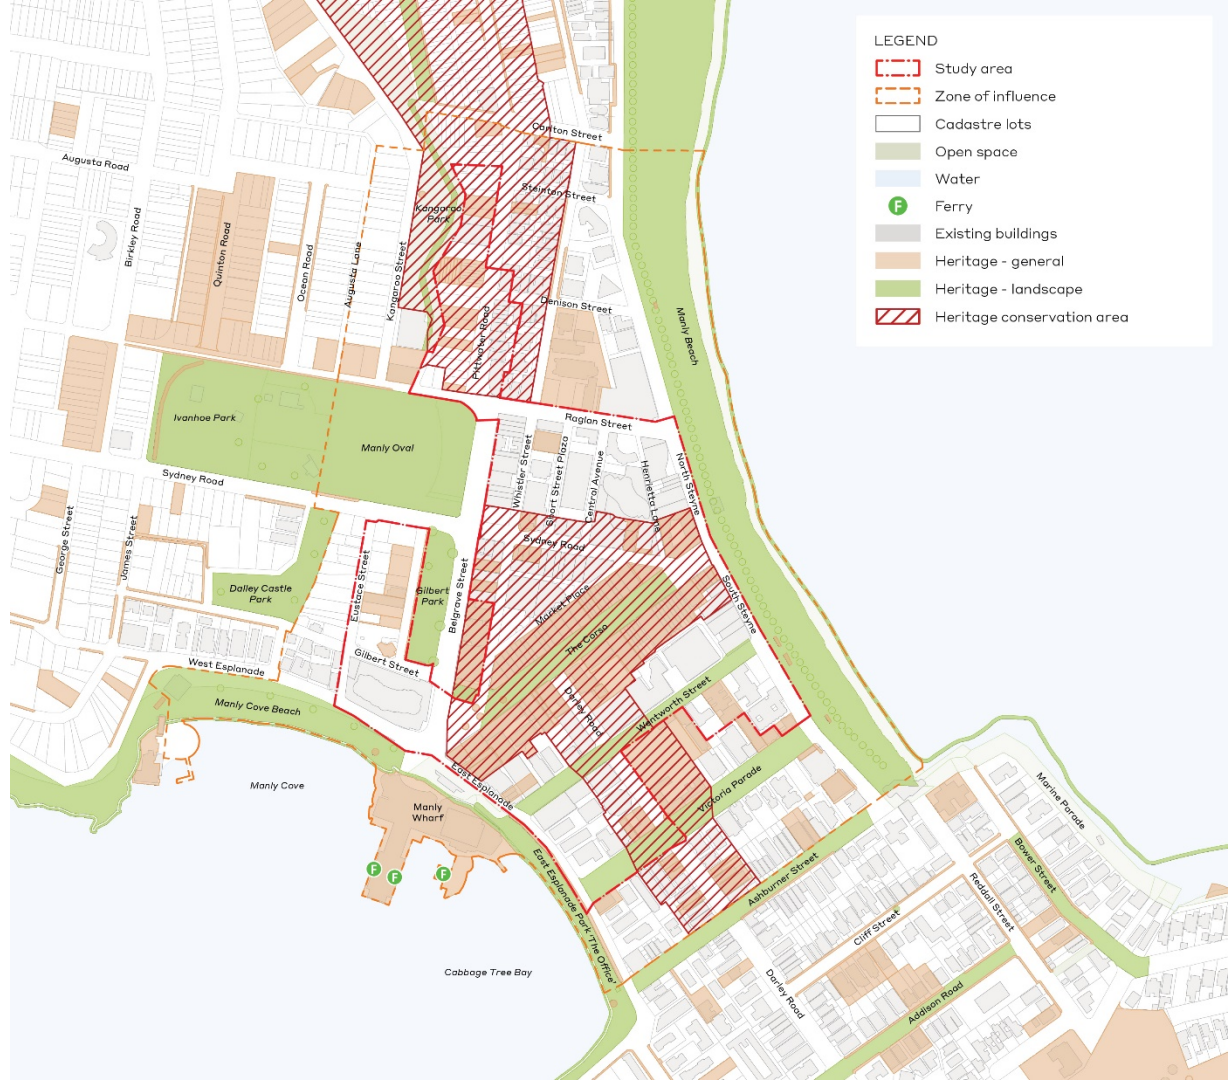 LEGEND
Study area
Zone of influence
Cadastre lots
Open space
Water
F
Ferry
Existing buildings
Heritage - general
Heritage - landscape
Heritage conservation area
Carlton Street
Augusta Road
Steinton Street
Kangaroo
Park
Birkley Road
Quinton Road
Ocean Road
Augusta Lane
Kangaroo Street
Denison Street
Pittwater Road
Manly Beach
Ivanhoe Park
Manly Oval
Raglan Street
Sydney Road
Whistler Street
Short Street Plaza
Central Avenue
Henrietta Lane
North Steyne
George Street
James Street
Sydney Road
Eustace Street
Gilbert
Park
Belgrave Street
Dalley Castle
Park
Market Place
The Corso
South Steyne
West Esplanade
Gilbert Street
Wentworth Street
Darley Road
Manly Cove Beach
East Esplanade
Victoria Parade
Manly Cove
Manly
Wharf
Marine Parade
F
F
F
East Esplanade Park 'The Office'
Ashburner Street
Bower Street
Reddall Street
Cliff Street
Cabbage Tree Bay
Darley Road
Addison Road